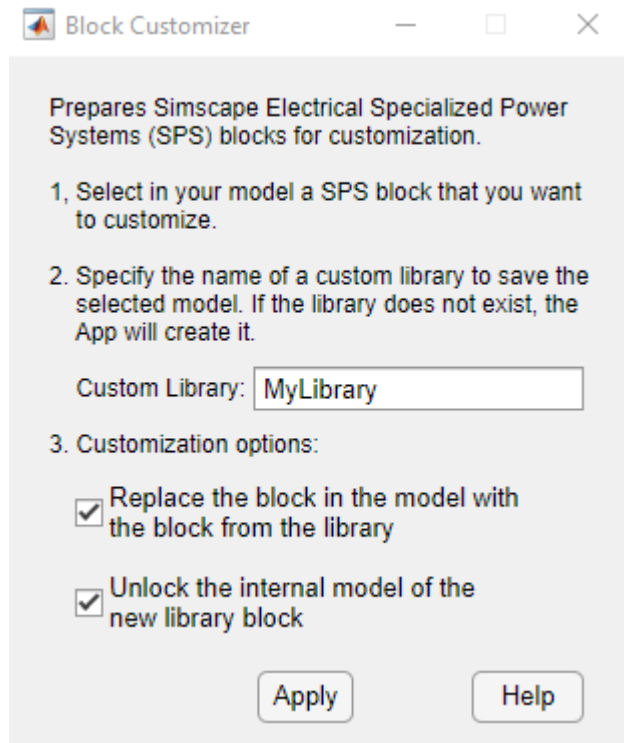 Block Customizer
Prepares Simscape Electrical Specialized Power
Systems (SPS) blocks for customization.
1, Select in your model a SPS block that you want
to customize.
2. Specify the name of a custom library to save the
selected model. If the library does not exist, the
App will create it.
Custom Library: MyLibrary
3. Customization options:
Replace the block in the model with
the block from the library
Unlock the internal model of the
new library block
Apply Help